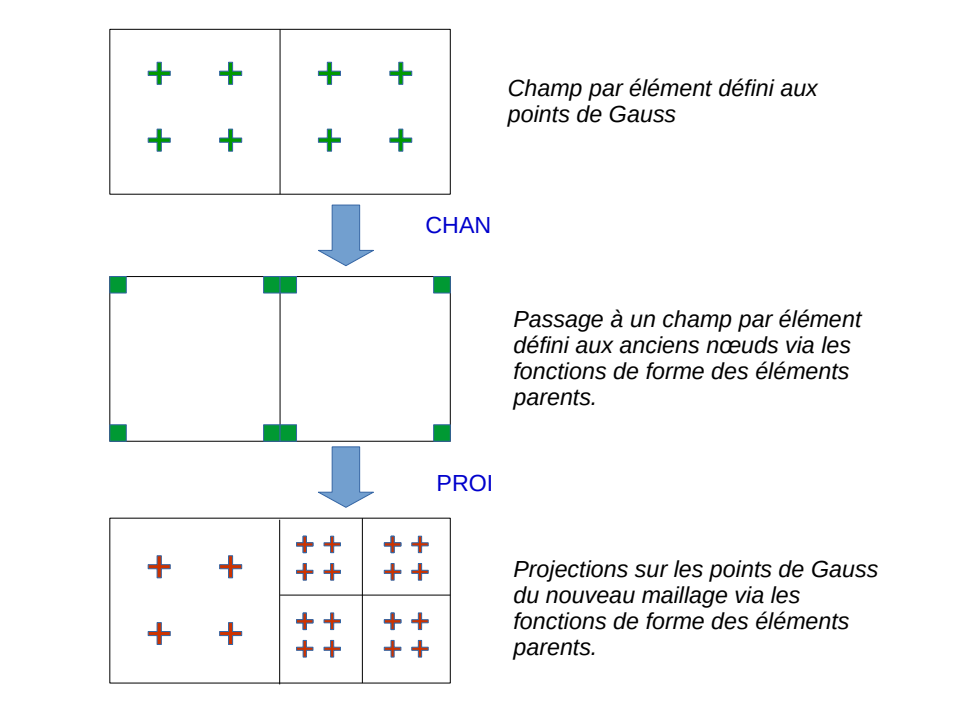 Champ par élément défini aux
points de Gauss
CHAN
Passage à un champ par élément
défini aux anciens nœuds via les
fonctions de forme des éléments
parents.
PROI
Projections sur les points de Gauss
du nouveau maillage via les
fonctions de forme des éléments
parents.